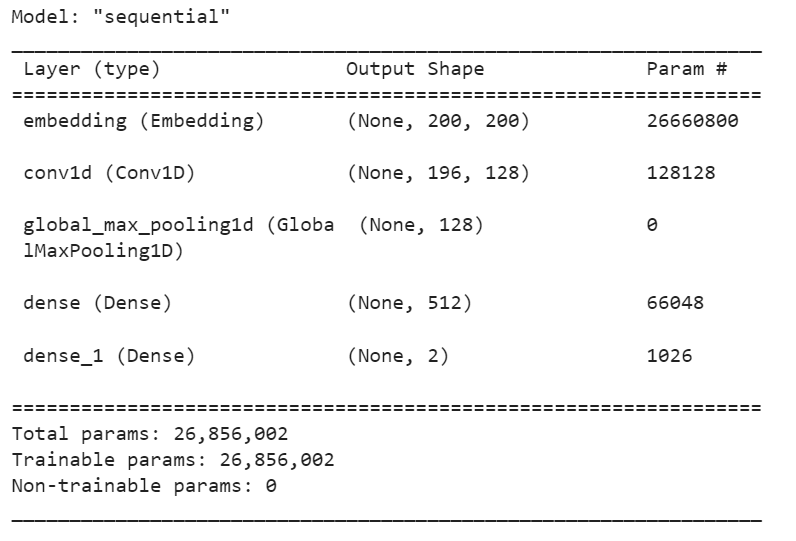 Model: "sequential"
Layer (type) Output Shape Param #
embedding (Embedding) (None, 200, 200) 26660800
conv1d (Conv1D) (None, 196, 128) 128128
global_max_pooling1d (Globa (None, 128) 0
lMaxPooling1D)
dense (Dense) (None, 512) 66048
dense_1 (Dense) (None, 2) 1026
Total params: 26,856,002
Trainable params: 26,856,002
Non-trainable params: 0